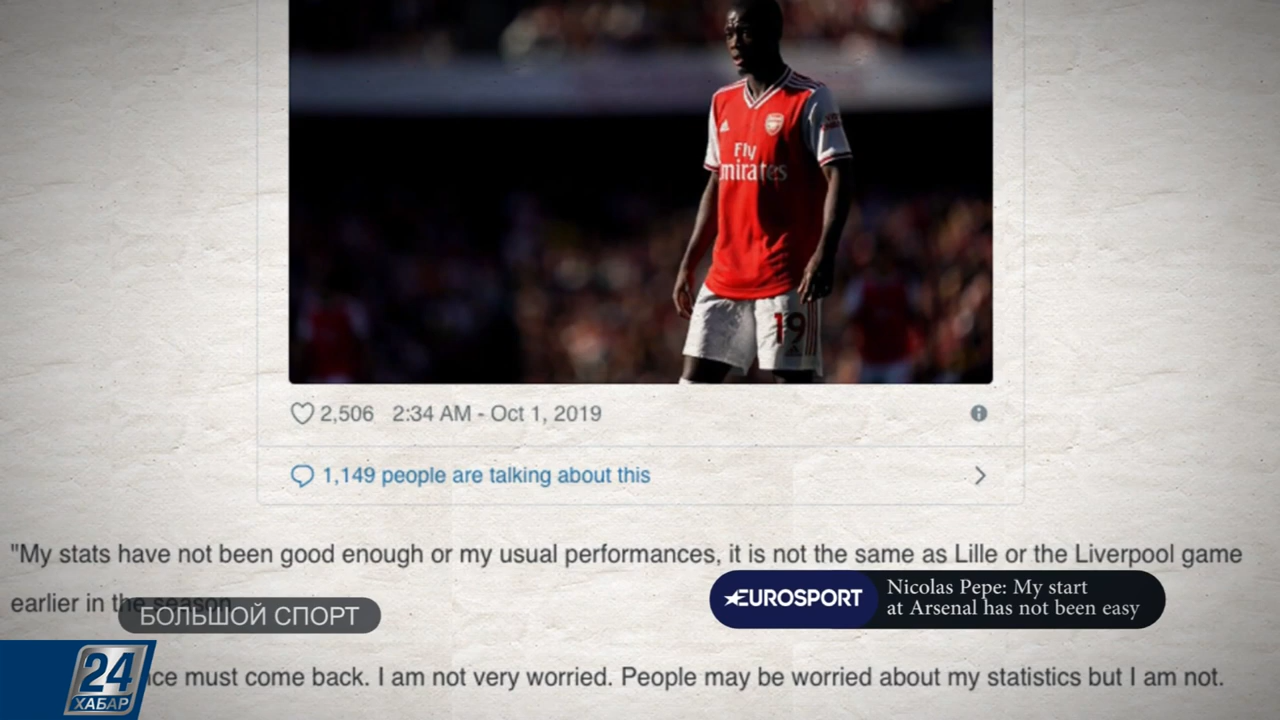 Fly
Emirates
19
2,506 2:34 AM - Oct 1, 2019
1,149 people are talking about this
"My stats have not been good enough or my usual performances, it is not the same as Lille or the Liverpool game
earlier in the season
EUROSPORT
Nicolas Pepe: My start
at Arsenal has not been easy
БОЛЬШОЙ СПОРТ
must come back. I am not very worried. People may be worried about my statistics but I am not.
24
ХАБАР